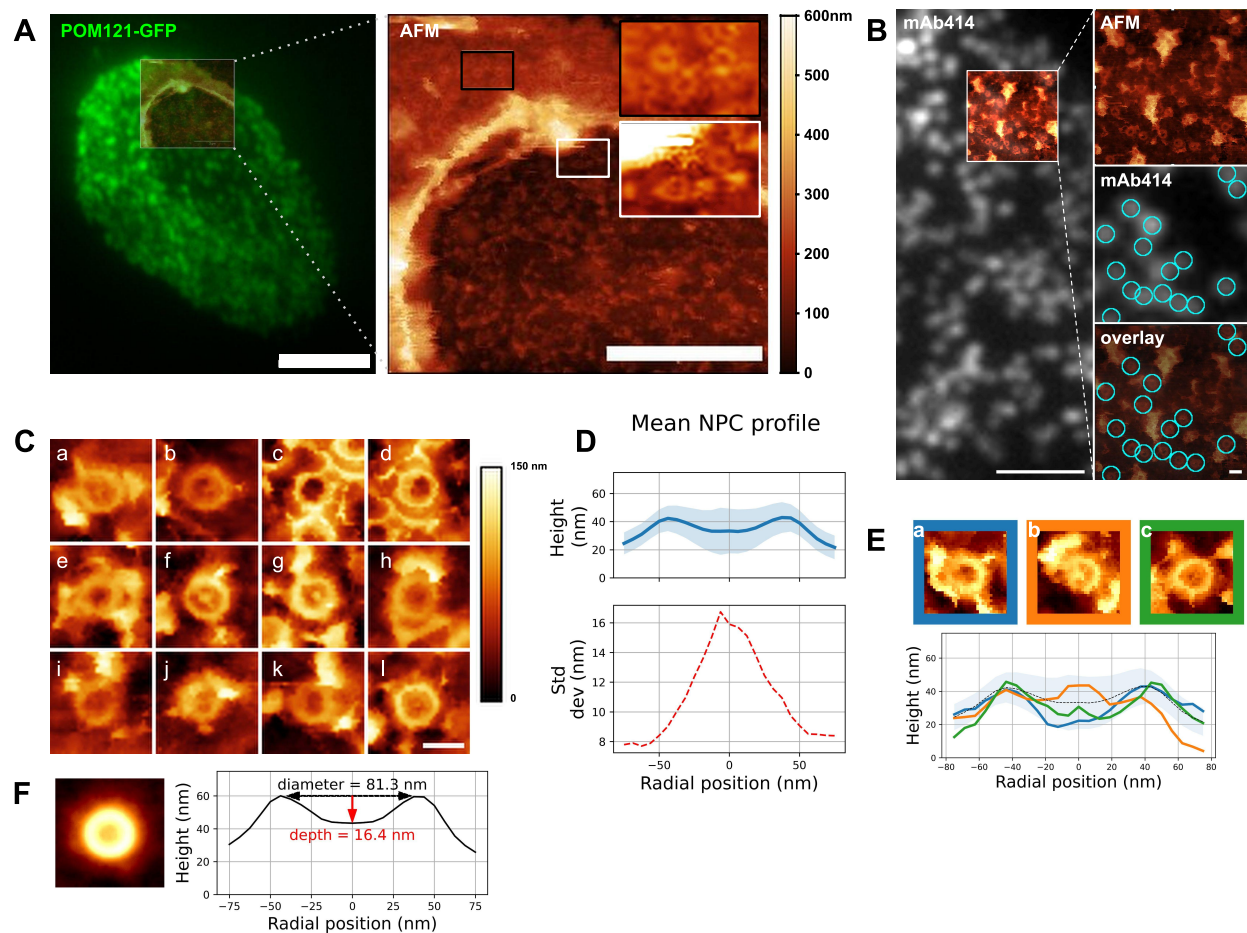 A
POM121-GFP
AFM
600nm
500
400
300
200
100
0
B
mAb414
AFM
mAb414
overlay
C
a
b
c
d
e
f
g
h
i
j
k
l
150 nm
0
D
Mean NPC profile
Height (nm)
60
40
20
0
−50
0
50
Std dev (nm)
16
14
12
10
8
−50
0
50
Radial position (nm)
E
a
b
c
Height (nm)
60
40
20
0
−80
−60
−40
−20
0
20
40
60
80
Radial position (nm)
F
Height (nm)
60
40
20
0
diameter = 81.3 nm
depth = 16.4 nm
−75
−50
−25
0
25
50
75
Radial position (nm)